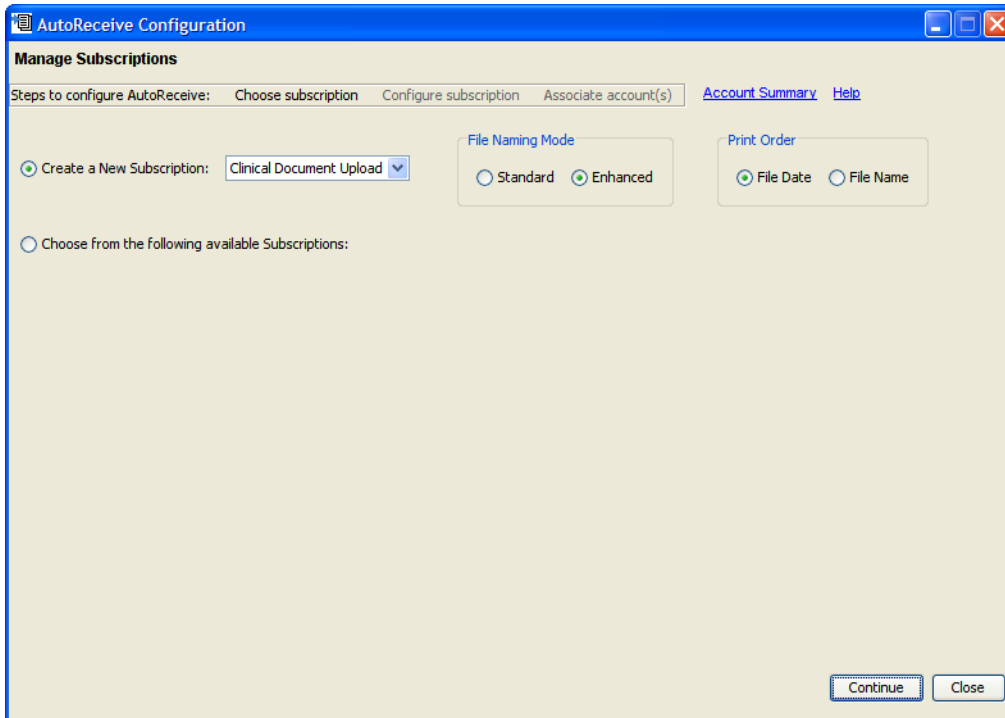 AutoReceive Configuration
Manage Subscriptions
Steps to configure AutoReceive: Choose subscription Configure subscription Associate account(s) Account Summary Help
File Naming Mode Print Order
Create a New Subscription: Clinical Document Upload Standard Enhanced File Date File Name
Choose from the following available Subscriptions:
Continue Close